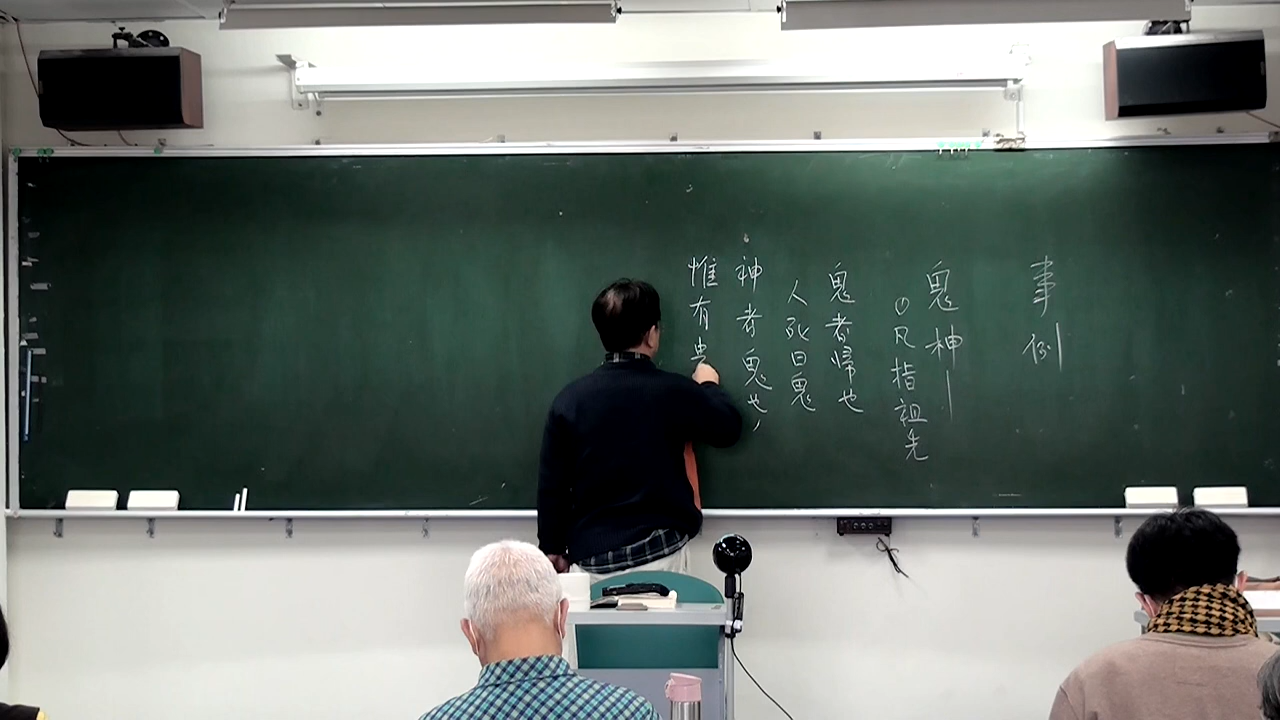 事例
鬼神
①凡指祖先
鬼者歸也
人死曰鬼
神者鬼也，
惟有